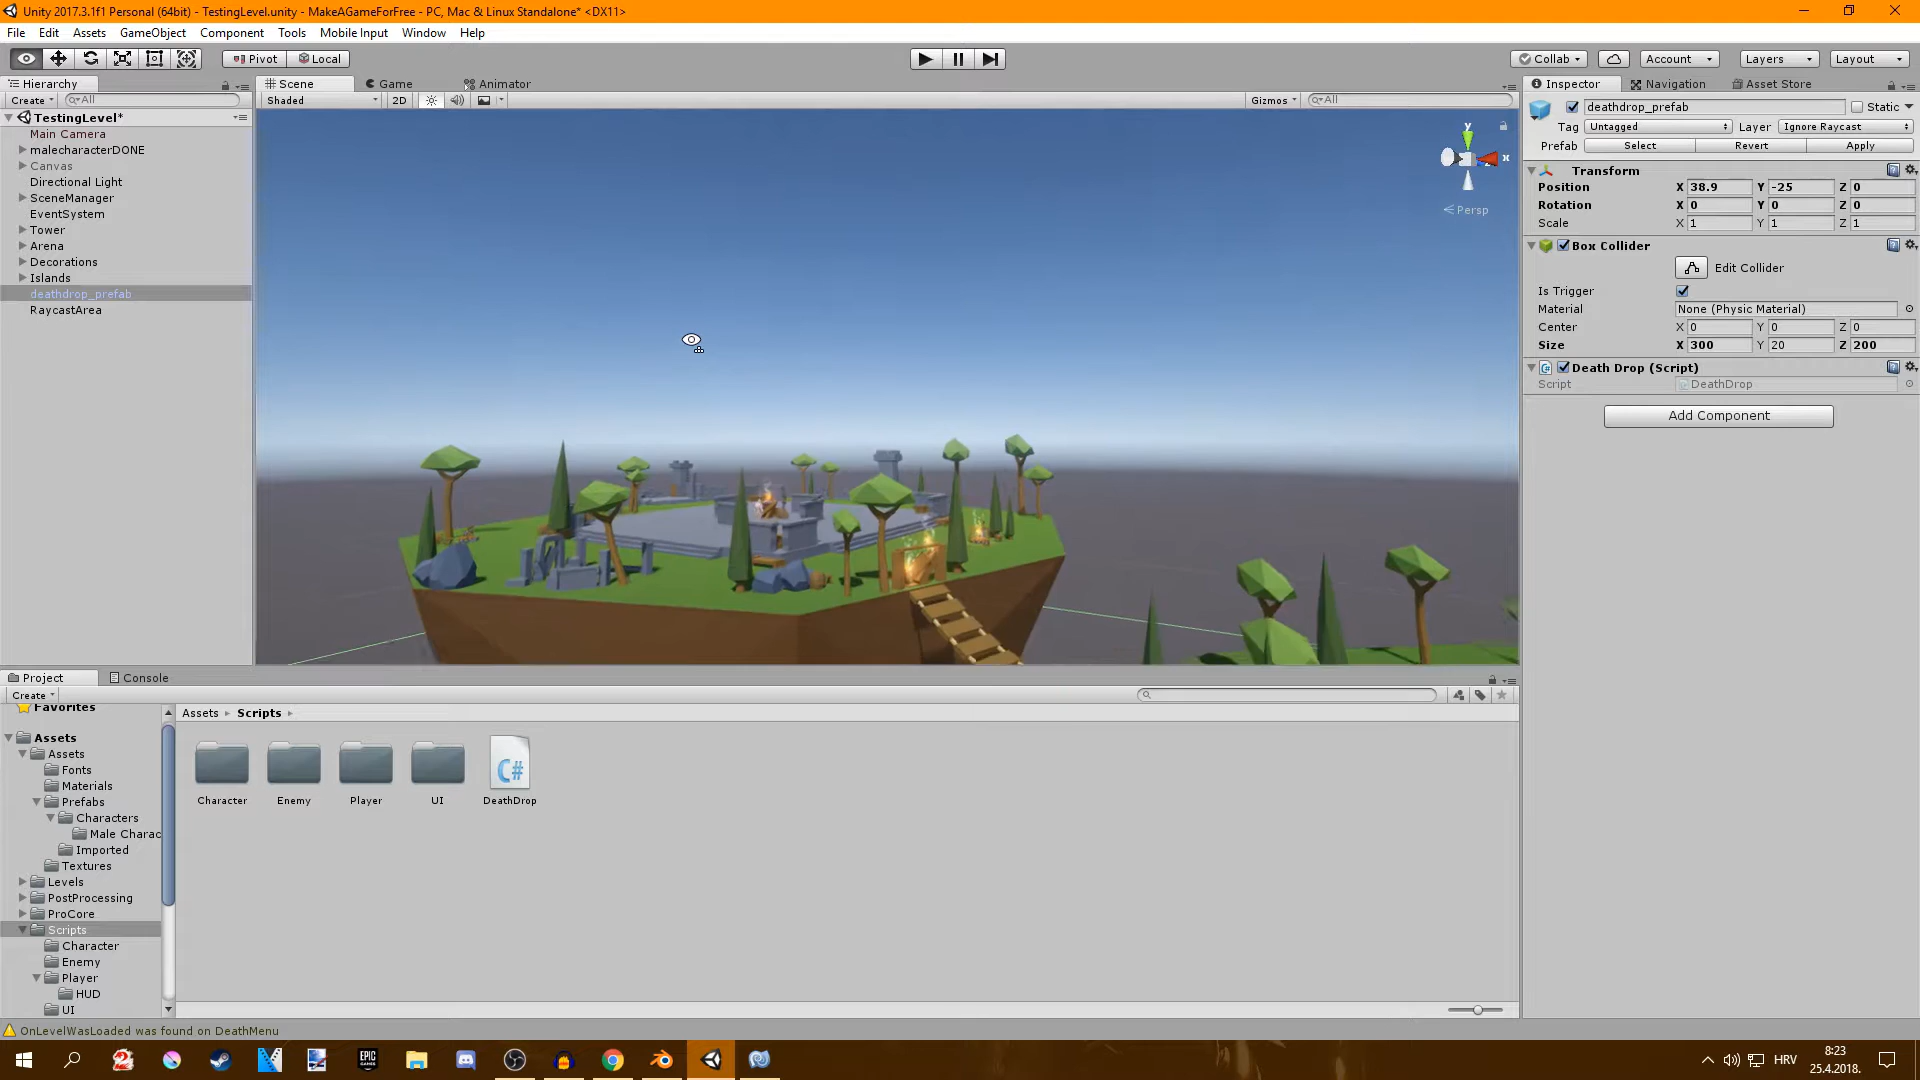 Unity 2017.3.1f1 Personal (64bit) - TestingLevel.unity - MakeAGameForFree - PC, Mac & Linux Standalone* <DX11>
File Edit Assets GameObject Component Tools Mobile Input Window Help
Pivot Local Collab Account Layers Layout
Hierarchy Scene Game Animator Inspector Navigation Asset Store
Create All Shaded 2D Gizmos All deathdrop_prefab Static
TestingLevel*
Tag Untagged Layer Ignore Raycast
Main Camera
Prefab Select Revert Apply
malecharacterDONE
y
x
Canvas
Transform
Directional Light
Position X 38.9 Y -25 Z 0
SceneManager
Rotation X 0 Y 0 Z 0
EventSystem
Persp
Scale X 1 Y 1 Z 1
Tower
Arena
Box Collider
Decorations
Edit Collider
Islands
Is Trigger
deathdrop_prefab
Material None (Physic Material)
RaycastArea
Center X 0 Y 0 Z 0
Size X 300 Y 20 Z 200
Death Drop (Script)
Script DeathDrop
Add Component
Project Console
Create
Favorites
Assets Scripts
Assets
Assets
Fonts
Materials
Prefabs
Characters
Male Charac
Imported
Textures
Levels
PostProcessing
ProCore
Scripts
Character
Enemy
Player
HUD
UI
C#
Character Enemy Player UI DeathDrop
OnLevelWasLoaded was found on DeathMenu
EPIC
GAMES
HRV
8:23
25.4.2018.